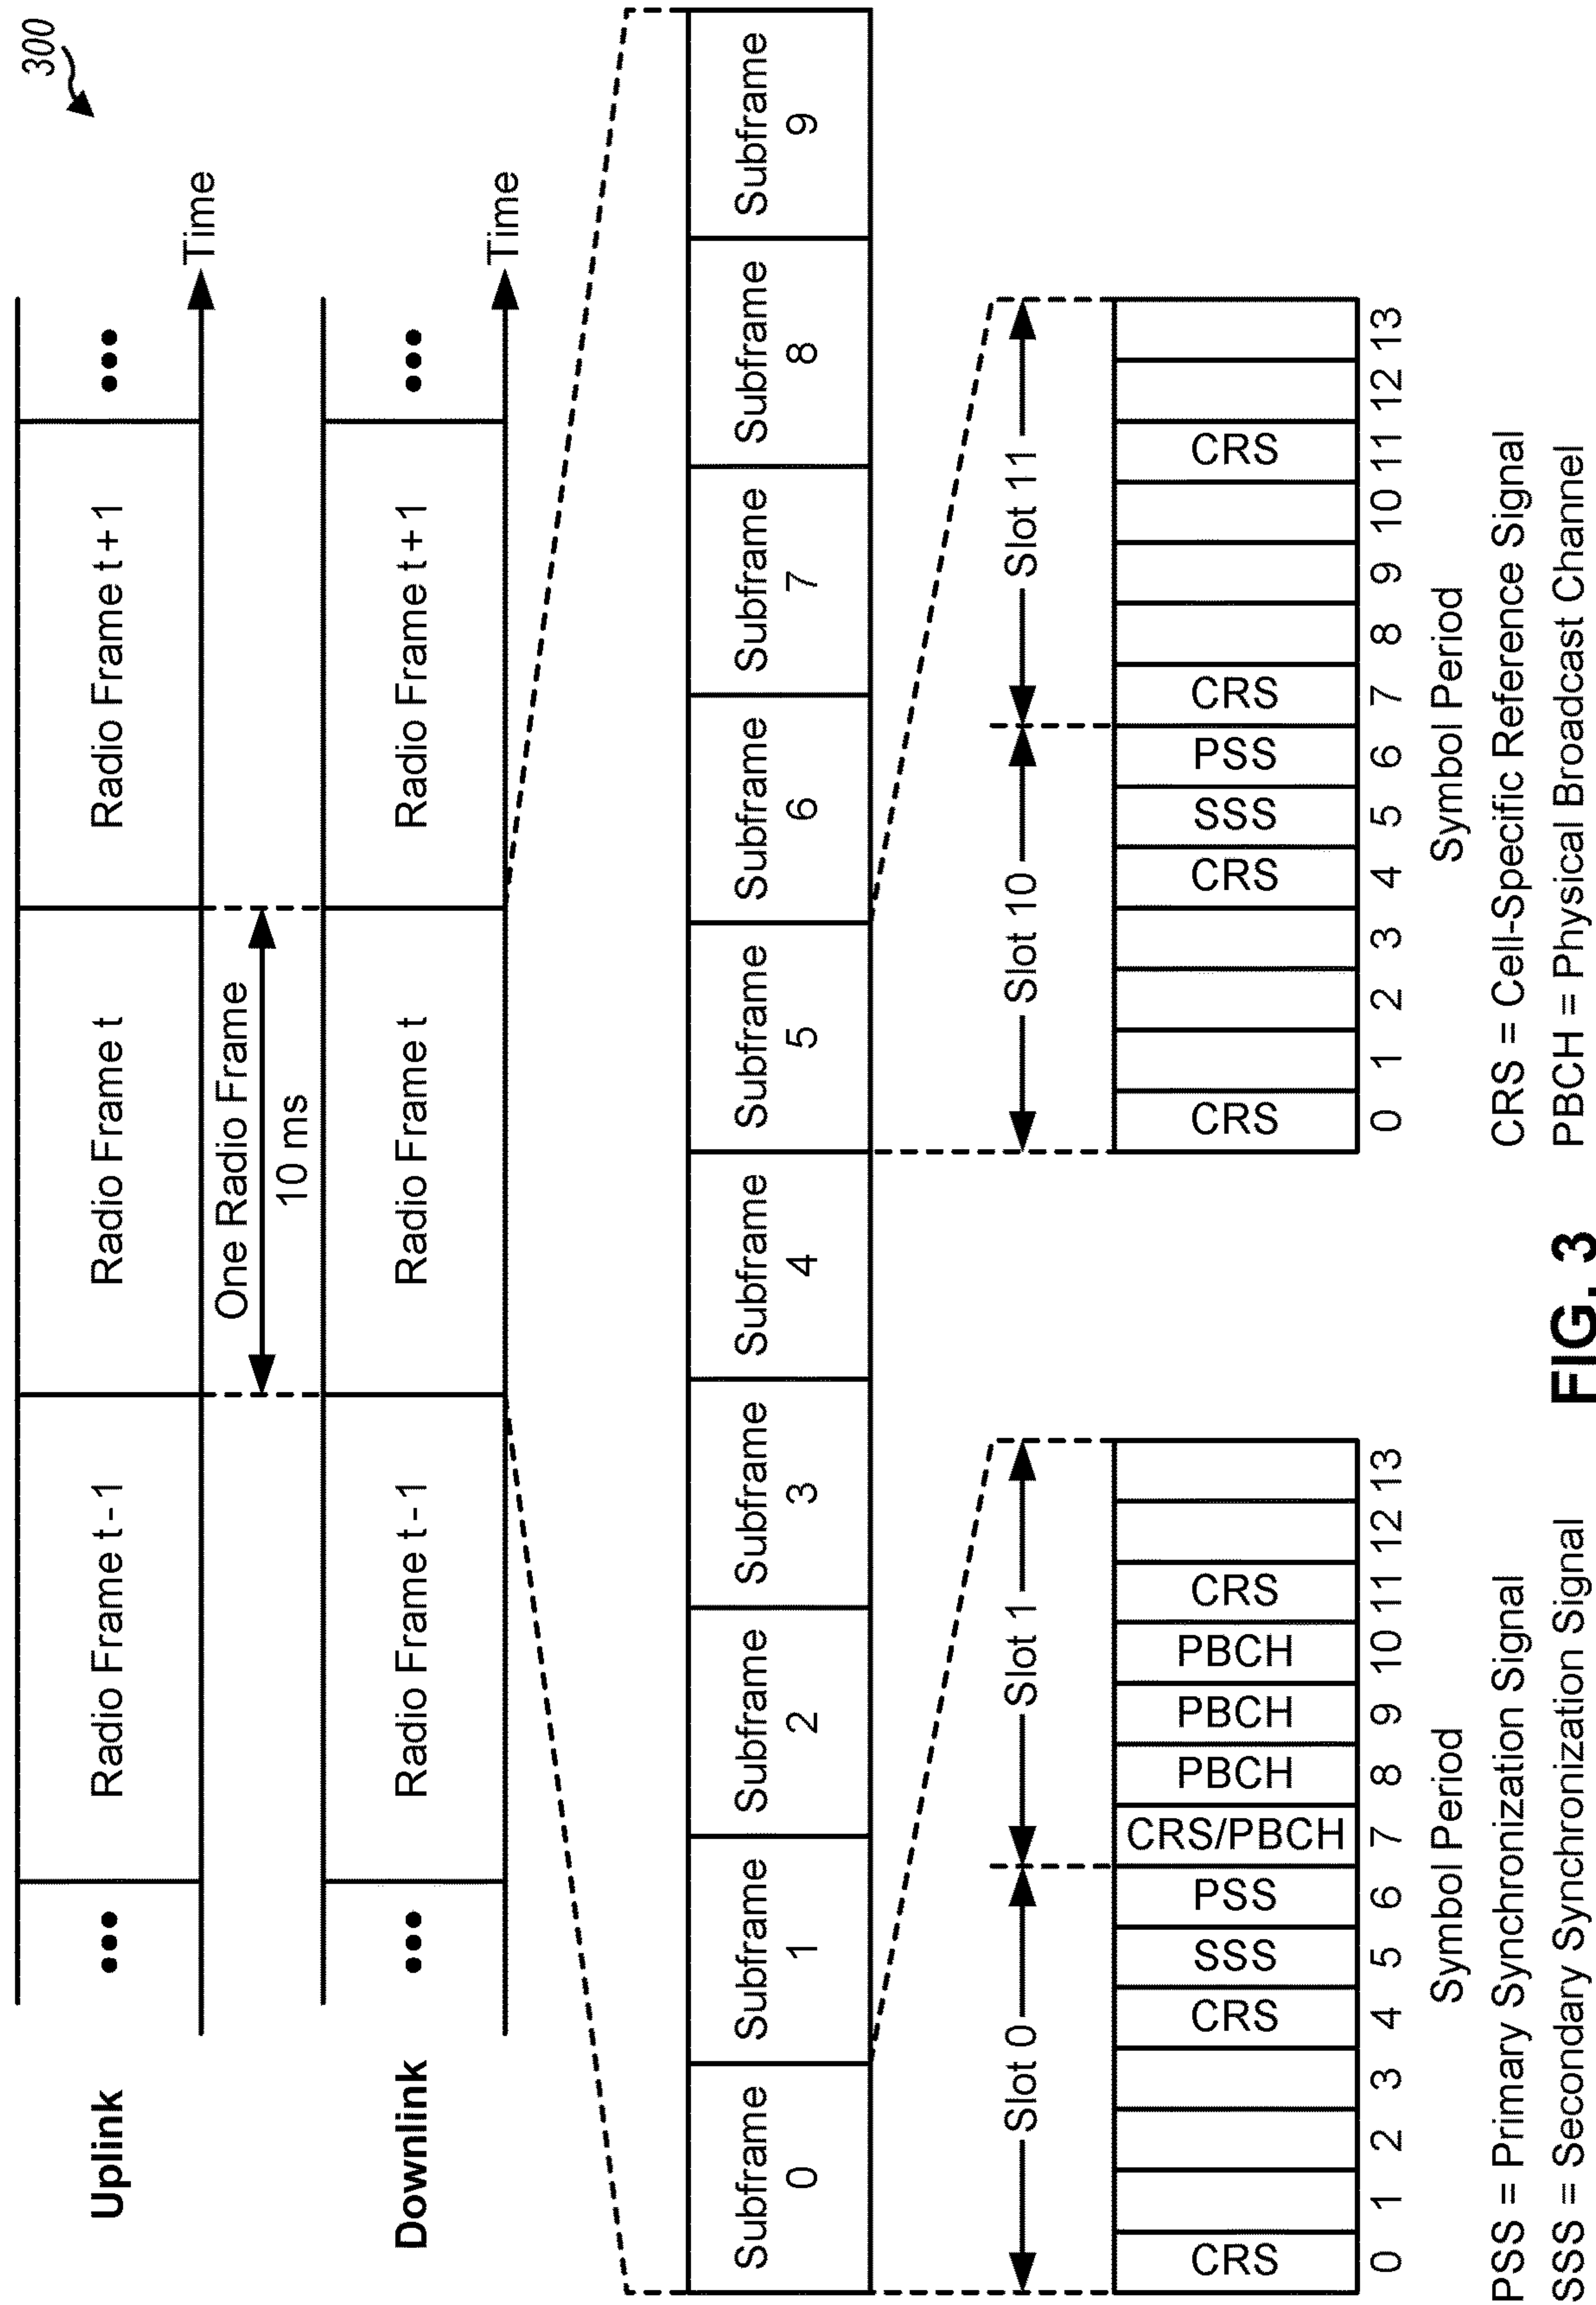 300
Uplink
••• Radio Frame t-1 Radio Frame t Radio Frame t+1 •••
Time
One Radio Frame
10 ms
Downlink
••• Radio Frame t-1 Radio Frame t Radio Frame t+1 •••
Time
Subframe Subframe Subframe Subframe Subframe Subframe Subframe Subframe Subframe Subframe
0 1 2 3 4 5 6 7 8 9
Slot 0 Slot 1 Slot 10 Slot 11
CRS CRS SSS PSS CRS/PBCH PBCH PBCH PBCH CRS CRS CRS SSS PSS CRS CRS
0 1 2 3 4 5 6 7 8 9 10 11 12 13 0 1 2 3 4 5 6 7 8 9 10 11 12 13
Symbol Period Symbol Period
PSS = Primary Synchronization Signal CRS = Cell-Specific Reference Signal
SSS = Secondary Synchronization Signal PBCH = Physical Broadcast Channel
FIG. 3